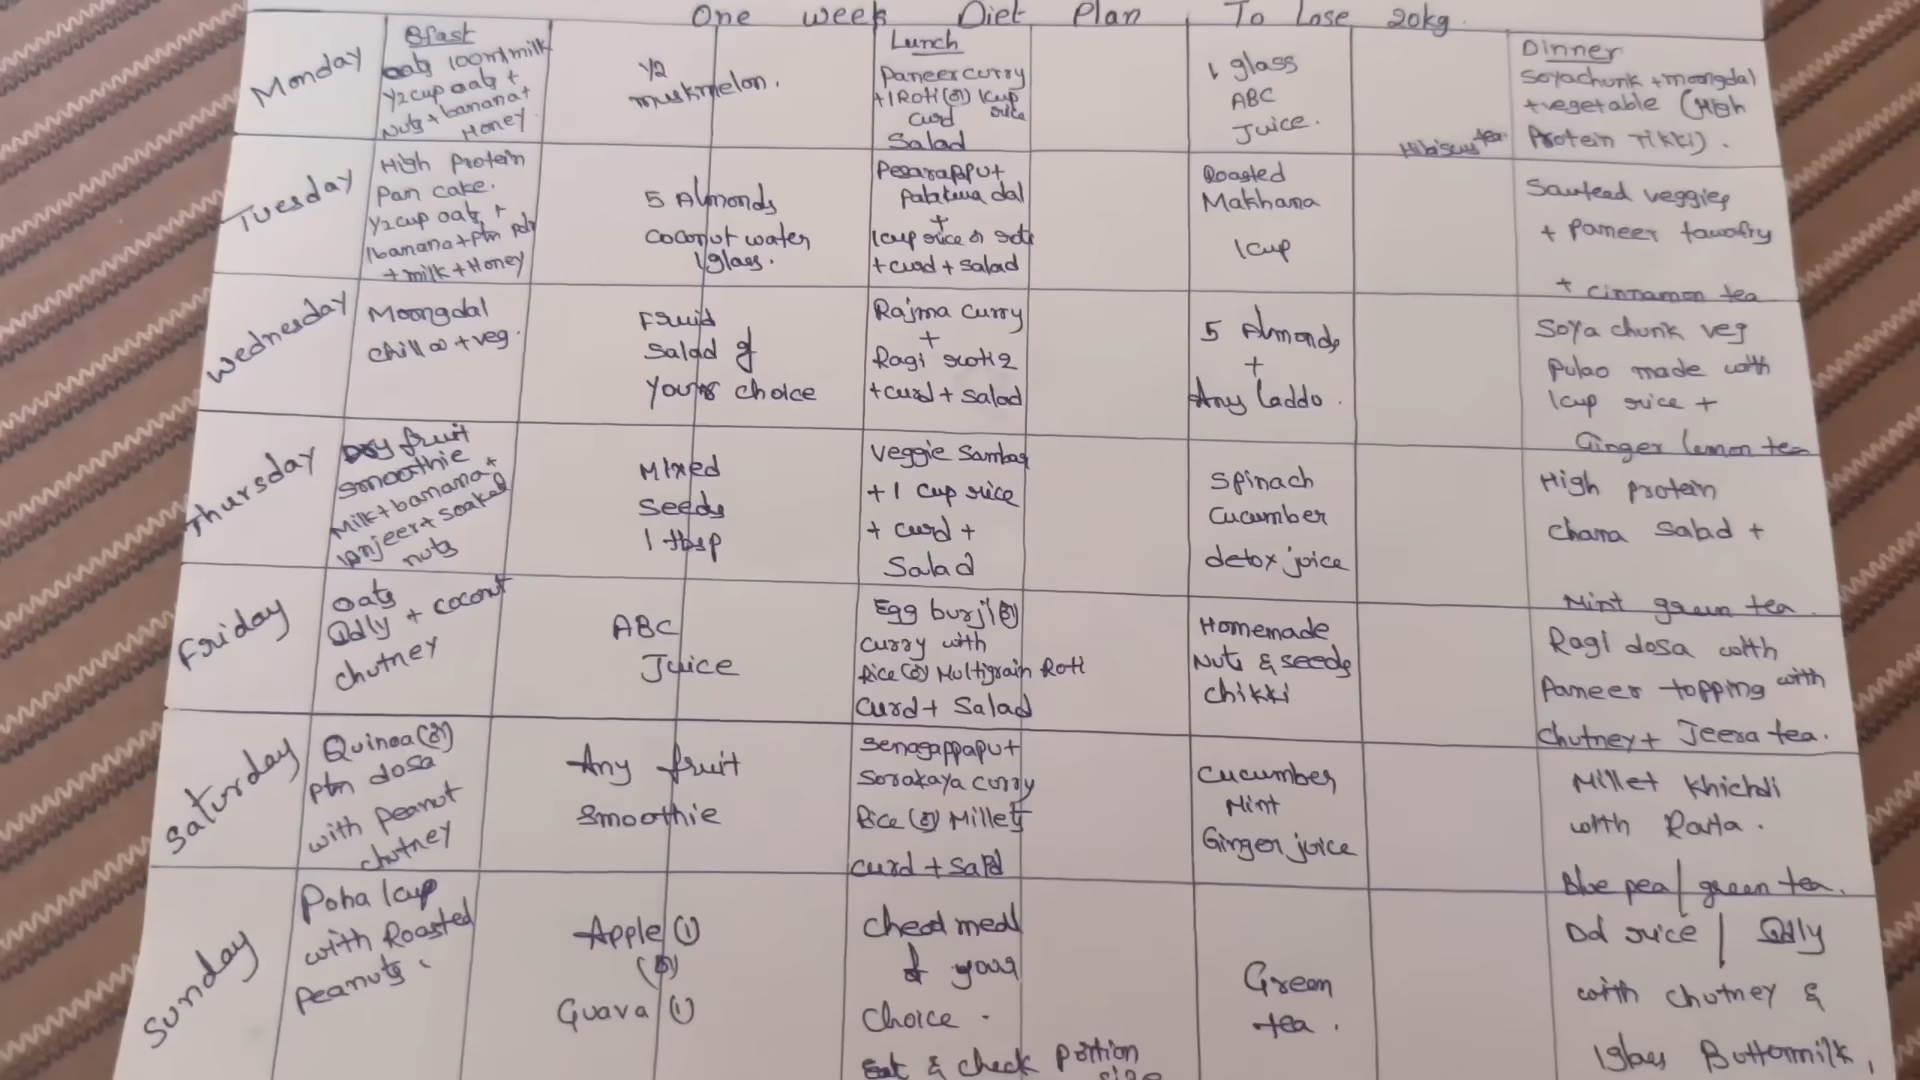 One week Diet Plan To Lose 20kg.
Monday
Bfast
oats 100ml milk
1/2 cup oats +
Nuts + banana +
Honey.
1/2
muskmelon.
Lunch
Paneer curry
+ 1 Roti (or) 1cup rice
curd
Salad
1 glass
ABC
Juice.
Hibiscus tea
Dinner
Soyachunk + moongdal
+ vegetable (High
Protein Tikki).
Tuesday
High Protein
Pan cake.
1/2 cup oats +
1 banana + ptn pdr
+ milk + Honey
5 Almonds
coconut water
1 glass.
Pesarappu +
Palakura dal
+
1 cup rice or roti
+ curd + salad
Roasted
Makhana
1 cup
Sauteed veggies
+ Paneer tawafry
+ cinnamon tea
Wednesday
Moongdal
chilla + veg.
Fruit
Salad of
your choice
Rajma curry
+
Ragi roti 2
+ curd + salad
5 Almonds
+
Any laddo.
Soya chunk veg
Pulao made with
1 cup rice +
Ginger lemon tea
Thursday
Dry fruit
smoothie
Milk + banana +
1 anjeer + soaked
nuts
Mixed
Seeds
1 tbsp
Veggie Sambar
+ 1 cup rice
+ curd +
Salad
Spinach
cucumber
detox juice
High protein
chana salad +
Mint green tea.
Friday
oats
Idly + coconut
chutney
ABC
Juice
Egg burji (or)
curry with
Rice (or) Multigrain Roti
curd + Salad
Homemade
Nuts & seeds
chikki
Ragi dosa with
Paneer topping with
chutney + Jeera tea.
Saturday
Quinoa (or)
ptn dosa
with peanut
chutney
Any fruit
Smoothie
Senagappapu +
Sorakaya curry
Rice (or) Millets
curd + Salad
cucumber
Mint
Ginger juice
Millet Khichdi
with Raita.
Blue pea / green tea.
Sunday
Poha 1cup
with Roasted
Peanuts.
Apple (1)
(or)
Guava (1)
Cheat meal
of your
choice.
Eat & check portion
size
Green
tea.
Dal rice / Idly
with chutney &
1 glass Buttermilk.